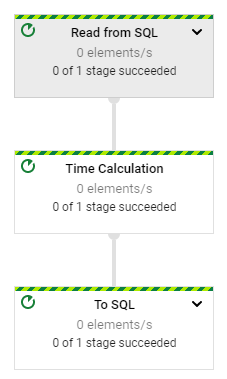 Read from SQL
0 elements/s
0 of 1 stage succeeded
Time Calculation
0 elements/s
0 of 1 stage succeeded
To SQL
0 elements/s
0 of 1 stage succeeded